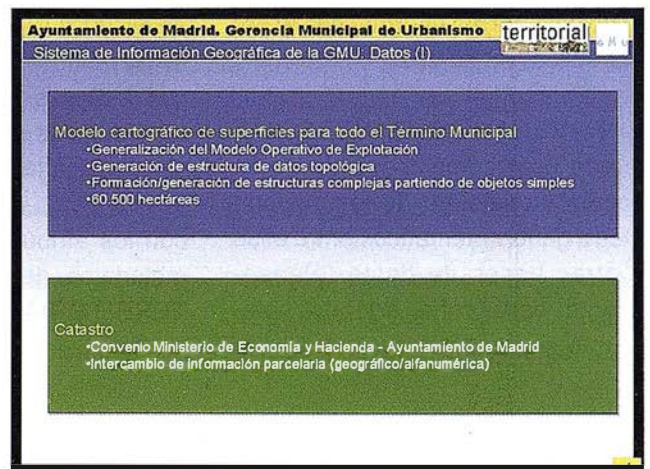 Ayuntamiento de Madrid. Gerencia Municipal de Urbanismo
territorial
G M U
Sistema de Información Geográfica de la GMU: Datos (I)
Modelo cartográfico de superficies para todo el Término Municipal
•Generalización del Modelo Operativo de Explotación
•Generación de estructura de datos topológica
•Formación/generación de estructuras complejas partiendo de objetos simples
•60.500 hectáreas
Catastro
•Convenio Ministerio de Economía y Hacienda - Ayuntamiento de Madrid
•Intercambio de información parcelaria (geográfico/alfanumérica)